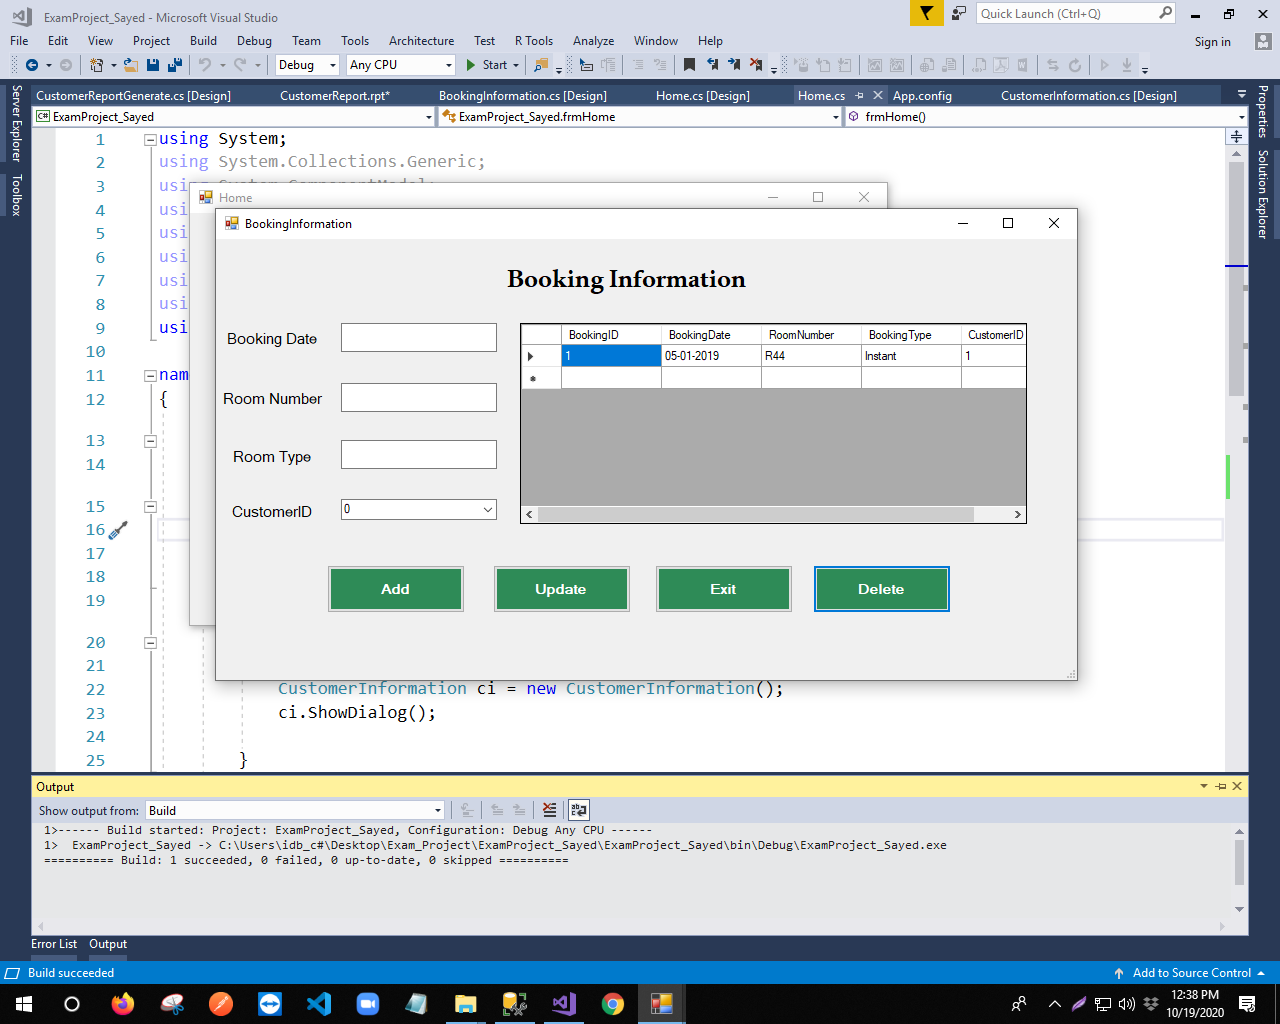 ExamProject_Sayed - Microsoft Visual Studio
Quick Launch (Ctrl+Q)
File Edit View Project Build Debug Team Tools Architecture Test R Tools Analyze Window Help
Sign in
Debug Any CPU Start
CustomerReportGenerate.cs [Design] CustomerReport.rpt* BookingInformation.cs [Design] Home.cs [Design] Home.cs App.config CustomerInformation.cs [Design]
Server Explorer
Toolbox
Properties
Solution Explorer
ExamProject_Sayed ExamProject_Sayed.frmHome frmHome()
1 using System;
2 using System.Collections.Generic;
3 usi
4 usi
5 usi
6 usi
7 usi
8 usi
9 usi
10
11 nam
12 {
13
14
15
16
17
18
19
20
21
22 CustomerInformation ci = new CustomerInformation();
23 ci.ShowDialog();
24
25 }
Home
BookingInformation
Booking Information
Booking Date
Room Number
Room Type
CustomerID 0
BookingID BookingDate RoomNumber BookingType CustomerID
1 05-01-2019 R44 Instant 1
Add Update Exit Delete
Output
Show output from: Build
1>------ Build started: Project: ExamProject_Sayed, Configuration: Debug Any CPU ------
1> ExamProject_Sayed -> C:\Users\idb_c#\Desktop\Exam_Project\ExamProject_Sayed\ExamProject_Sayed\bin\Debug\ExamProject_Sayed.exe
========== Build: 1 succeeded, 0 failed, 0 up-to-date, 0 skipped ==========
Error List Output
Build succeeded
Add to Source Control
12:38 PM
10/19/2020